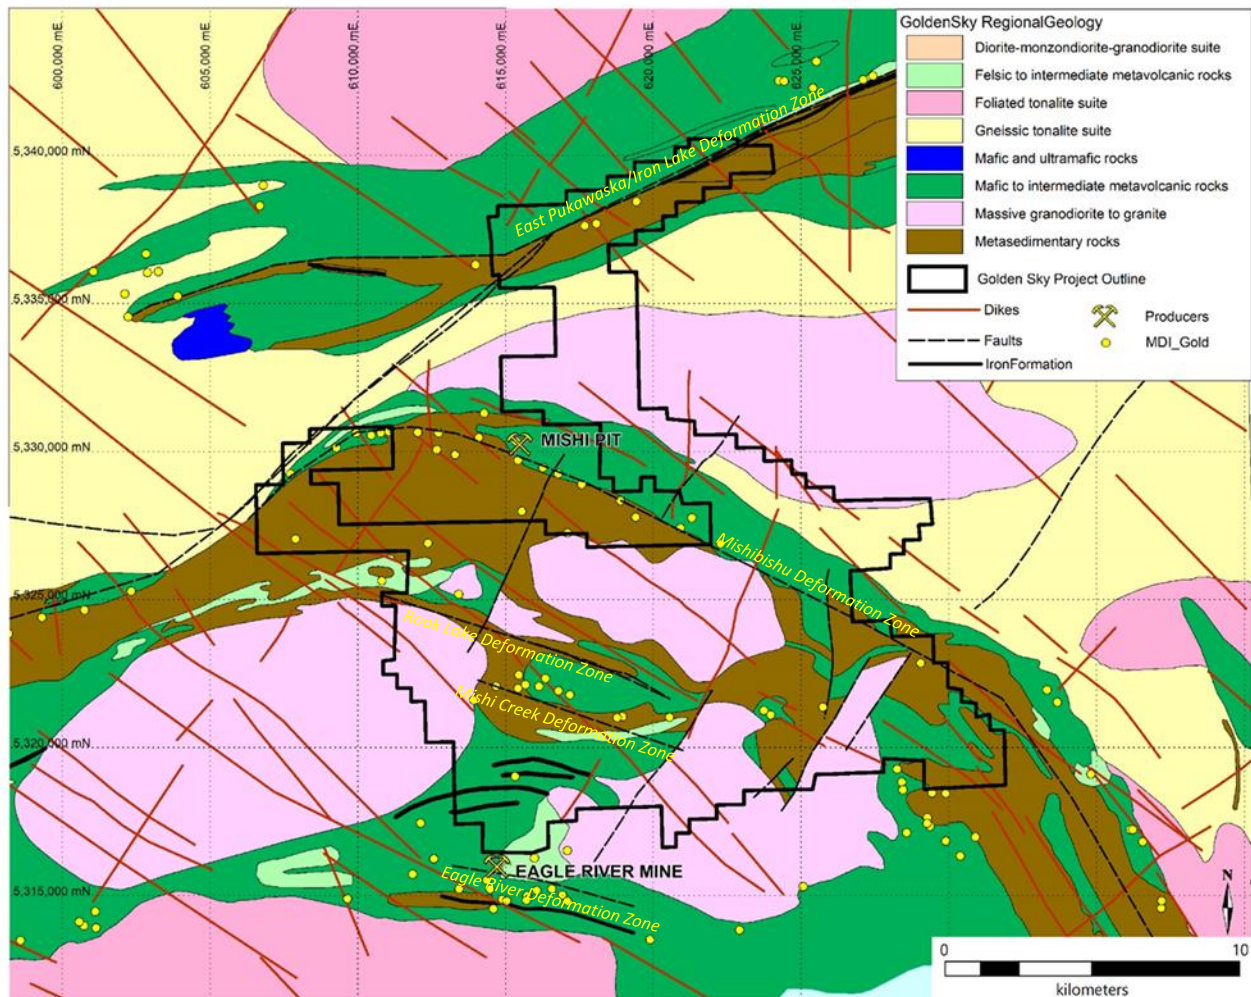 600,000 mE.
605,000 mE.
610,000 mE.
615,000 mE.
620,000 mE.
625,000 mE.
GoldenSky RegionalGeology
Diorite-monzondiorite-granodiorite suite
Felsic to intermediate metavolcanic rocks
Foliated tonalite suite
Gneissic tonalite suite
Mafic and ultramafic rocks
Mafic to intermediate metavolcanic rocks
Massive granodiorite to granite
Metasedimentary rocks
Golden Sky Project Outline
Dikes
Producers
Faults
MDI_Gold
IronFormation
5,340,000 mN
East Pukawaska/Iron Lake Deformation Zone
5,335,000 mN
5,330,000 mN
MISHI PIT
Mishibishu Deformation Zone
5,325,000 mN
Rook Lake Deformation Zone
Mishi Creek Deformation Zone
5,320,000 mN
5,315,000 mN
EAGLE RIVER MINE
Eagle River Deformation Zone
N
0 10
kilometers